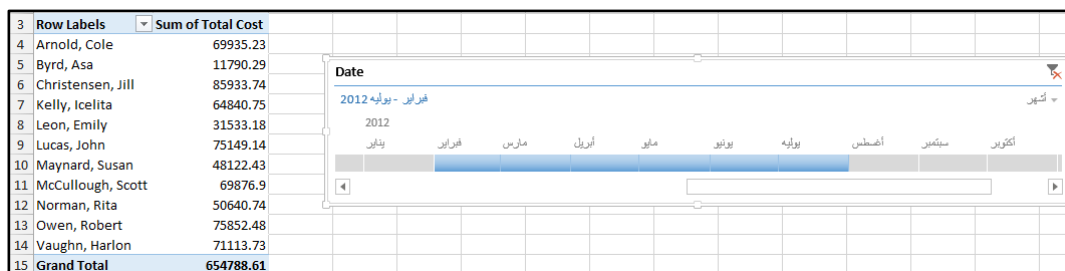 3 Row Labels Sum of Total Cost
4 Arnold, Cole 69935.23
5 Byrd, Asa 11790.29
6 Christensen, Jill 85933.74
7 Kelly, Icelita 64840.75
8 Leon, Emily 31533.18
9 Lucas, John 75149.14
10 Maynard, Susan 48122.43
11 McCullough, Scott 69876.9
12 Norman, Rita 50640.74
13 Owen, Robert 75852.48
14 Vaughn, Harlon 71113.73
15 Grand Total 654788.61
Date
فبراير - يوليه 2012
أشهر
2012
يناير فبراير مارس أبريل مايو يونيو يوليه أغسطس سبتمبر أكتوبر